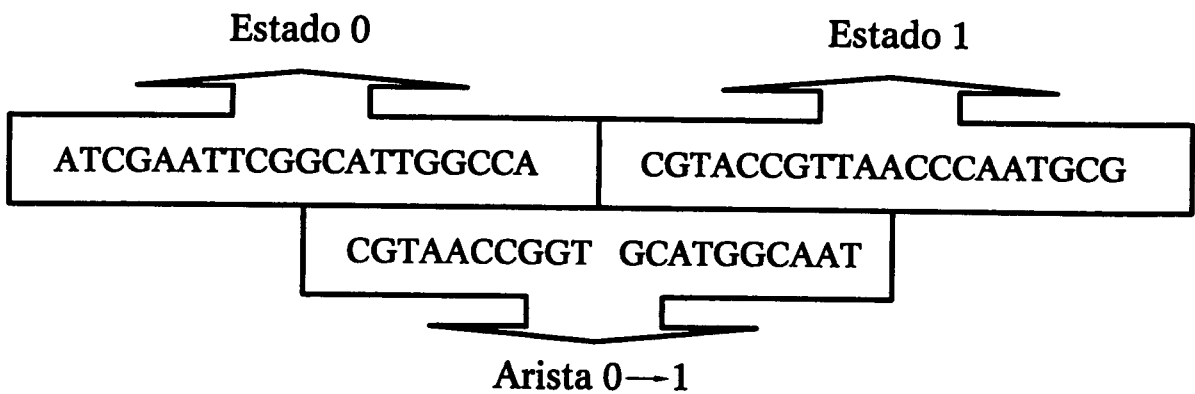 Estado 0 Estado 1
ATCGAATTCGGCATTGGCCA CGTACCGTTAACCCAATGCG
CGTAACCGGT GCATGGCAAT
Arista 0→1